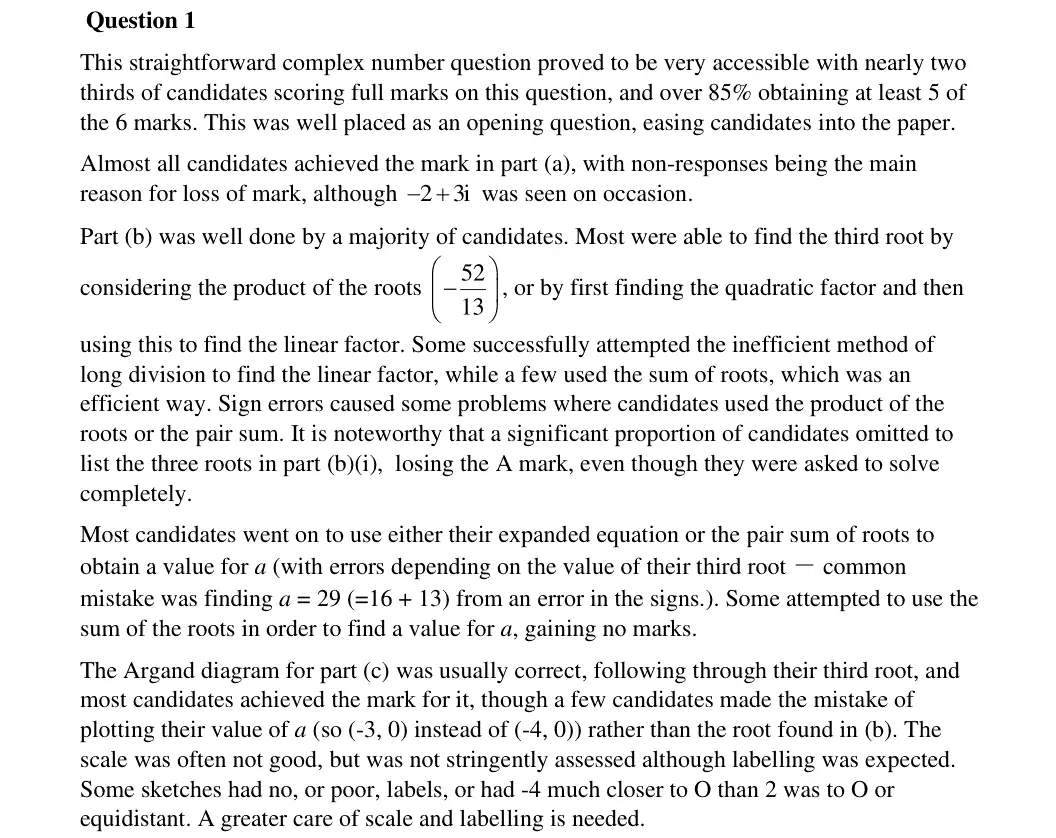 Question 1
This straightforward complex number question proved to be very accessible with nearly two
thirds of candidates scoring full marks on this question, and over 85% obtaining at least 5 of
the 6 marks. This was well placed as an opening question, easing candidates into the paper.
Almost all candidates achieved the mark in part (a), with non-responses being the main
reason for loss of mark, although −2+3i was seen on occasion.
Part (b) was well done by a majority of candidates. Most were able to find the third root by
considering the product of the roots (−52/13), or by first finding the quadratic factor and then
using this to find the linear factor. Some successfully attempted the inefficient method of
long division to find the linear factor, while a few used the sum of roots, which was an
efficient way. Sign errors caused some problems where candidates used the product of the
roots or the pair sum. It is noteworthy that a significant proportion of candidates omitted to
list the three roots in part (b)(i), losing the A mark, even though they were asked to solve
completely.
Most candidates went on to use either their expanded equation or the pair sum of roots to
obtain a value for a (with errors depending on the value of their third root — common
mistake was finding a = 29 (=16 + 13) from an error in the signs.). Some attempted to use the
sum of the roots in order to find a value for a, gaining no marks.
The Argand diagram for part (c) was usually correct, following through their third root, and
most candidates achieved the mark for it, though a few candidates made the mistake of
plotting their value of a (so (-3, 0) instead of (-4, 0)) rather than the root found in (b). The
scale was often not good, but was not stringently assessed although labelling was expected.
Some sketches had no, or poor, labels, or had -4 much closer to O than 2 was to O or
equidistant. A greater care of scale and labelling is needed.